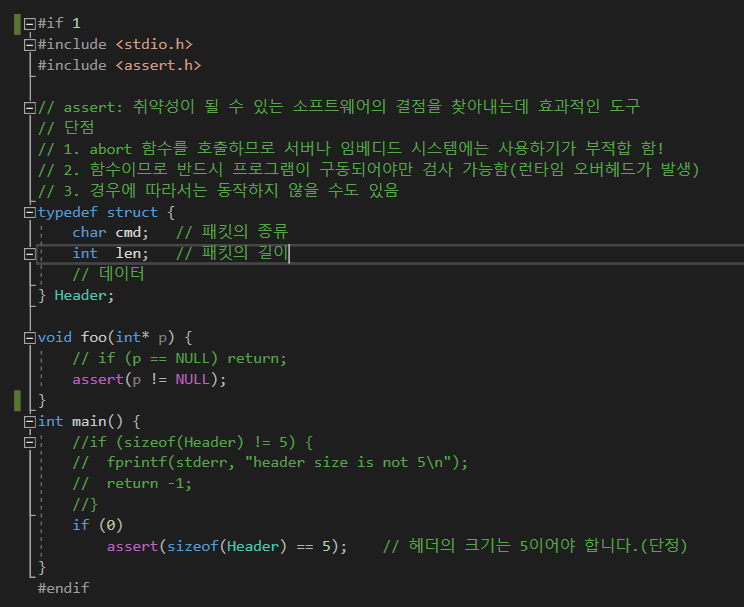 #if 1
#include <stdio.h>
#include <assert.h>
// assert: 취약성이 될 수 있는 소프트웨어의 결점을 찾아내는데 효과적인 도구
// 단점
// 1. abort 함수를 호출하므로 서버나 임베디드 시스템에는 사용하기가 부적합 함!
// 2. 함수이므로 반드시 프로그램이 구동되어야만 검사 가능함(런타임 오버헤드가 발생)
// 3. 경우에 따라서는 동작하지 않을 수도 있음
typedef struct {
    char cmd;   // 패킷의 종류
    int  len;   // 패킷의 길이
    // 데이터
} Header;
void foo(int* p) {
    // if (p == NULL) return;
    assert(p != NULL);
}
int main() {
    //if (sizeof(Header) != 5) {
    //  fprintf(stderr, "header size is not 5\n");
    //  return -1;
    //}
    if (0)
        assert(sizeof(Header) == 5);    // 헤더의 크기는 5이어야 합니다.(단정)
}
#endif